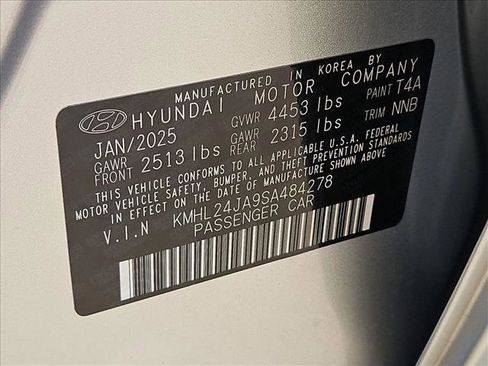 MANUFACTURED IN KOREA BY
HYUNDAI MOTOR COMPANY
JAN/2025 GVWR 4453 lbs PAINT T4A
GAWR FRONT 2513 lbs GAWR REAR 2315 lbs TRIM NNB
THIS VEHICLE CONFORMS TO ALL APPLICABLE U.S.A. FEDERAL
MOTOR VEHICLE SAFETY, BUMPER, AND THEFT PREVENTION STANDARDS
IN EFFECT ON THE DATE OF MANUFACTURE SHOWN ABOVE.
V.I.N KMHL24JA9SA484278
PASSENGER CAR